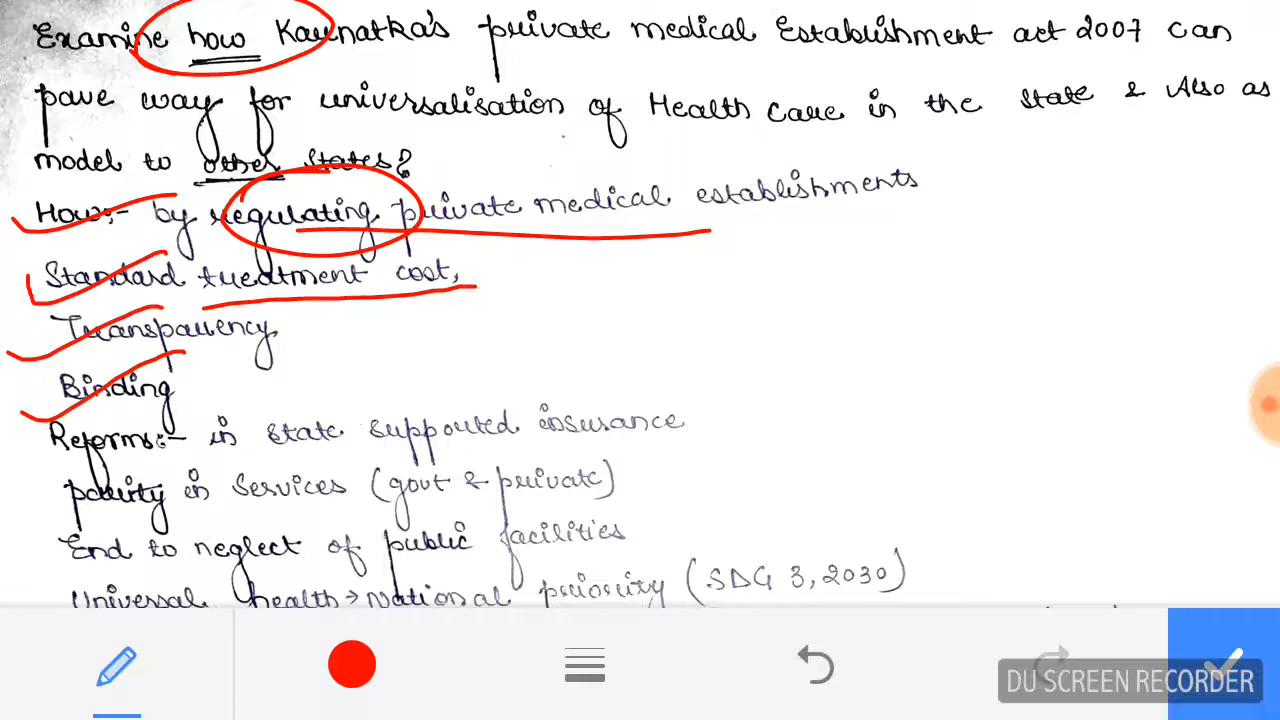 Examine how Karnatka's private medical Establishment act 2007 can
pave way for universalisation of Health Care in the state & Also as
model to other states?
How:- by regulating private medical establishments
Standard treatment cost,
Transparency
Binding
Reforms:- in state supported insurance
parity in services (govt & private)
End to neglect of public facilities
Universal health → National priority (SDG 3, 2030)
DU SCREEN RECORDER